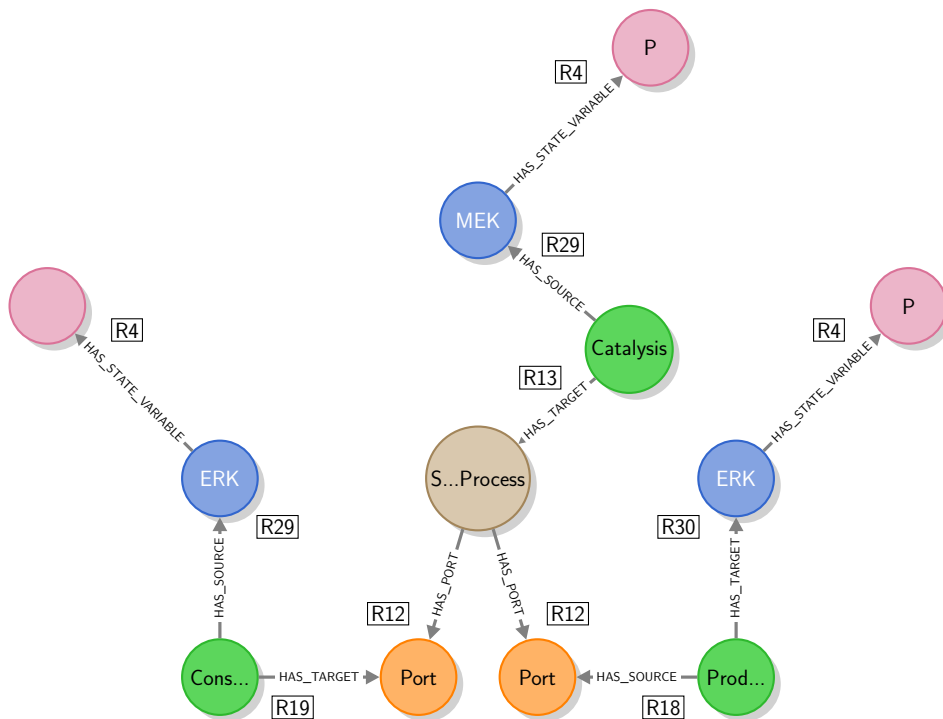 P
R4
HAS_STATE_VARIABLE
MEK
R29
HAS_SOURCE
R4
R4
P
HAS_STATE_VARIABLE
HAS_STATE_VARIABLE
Catalysis
R13
HAS_TARGET
ERK
S...Process
ERK
R29
R30
HAS_SOURCE
HAS_PORT
HAS_PORT
HAS_TARGET
R12
R12
Cons...
HAS_TARGET
Port
Port
HAS_SOURCE
Prod...
R19
R18